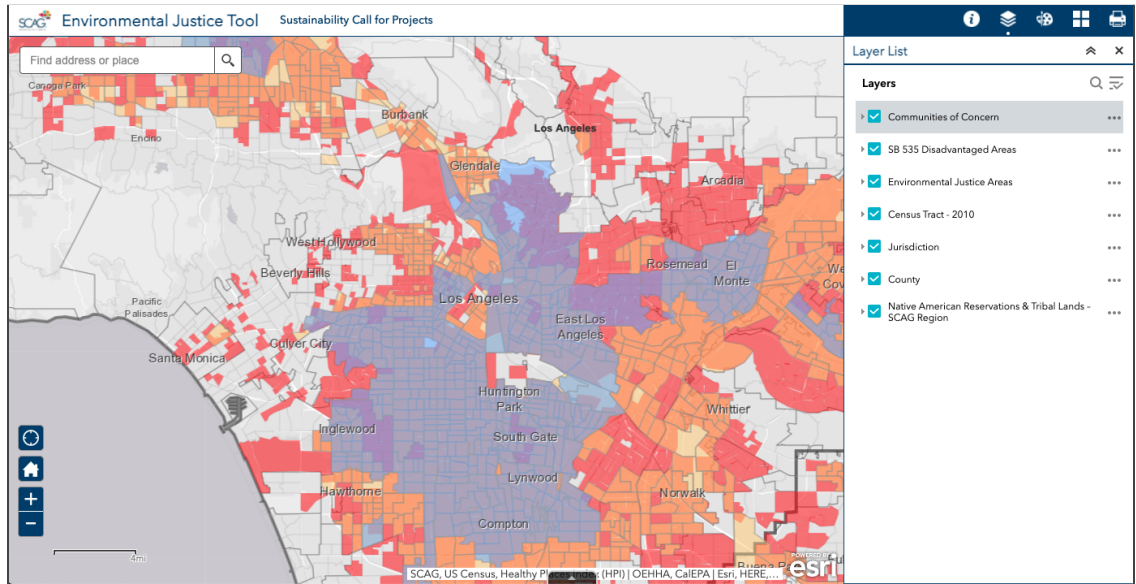 SCAG Environmental Justice Tool Sustainability Call for Projects
Find address or place
Canoga Park
Burbank
Encino
Los Angeles
Glendale
Arcadia
West Hollywood
Rosemead
El
Monte
We
Cov
Beverly Hills
Pacific
Palisades
Los Angeles
East Los
Angeles
Culver City
Santa Monica
Huntington
Park
Whittier
Inglewood
South Gate
Lynwood
Hawthorne
Norwalk
Compton
4mi
POWERED BY
esri
SCAG, US Census, Healthy Places Index (HPI) | OEHHA, CalEPA | Esri, HERE,...
Layer List
Layers
Communities of Concern
SB 535 Disadvantaged Areas
Environmental Justice Areas
Census Tract - 2010
Jurisdiction
County
Native American Reservations & Tribal Lands -
SCAG Region